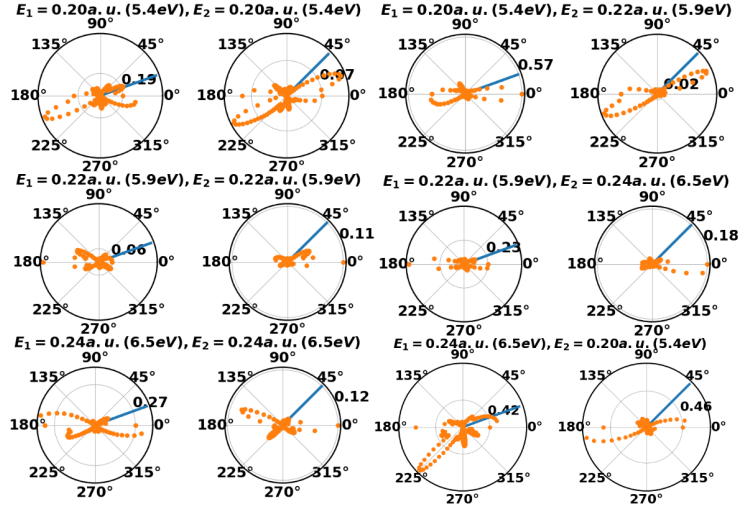 E₁ = 0.20a.u.(5.4eV), E₂ = 0.20a.u.(5.4eV)
90° 90°
135° 45° 135° 45°
0.19 0.07
180° 0° 180° 0°
225° 315° 225° 315°
270° 270°
E₁ = 0.20a.u.(5.4eV), E₂ = 0.22a.u.(5.9eV)
90° 90°
135° 45° 135° 45°
0.57 0.02
180° 0° 180° 0°
225° 315° 225° 315°
270° 270°
E₁ = 0.22a.u.(5.9eV), E₂ = 0.22a.u.(5.9eV)
90° 90°
135° 45° 135° 45°
0.06 0.11
180° 0° 180° 0°
225° 315° 225° 315°
270° 270°
E₁ = 0.22a.u.(5.9eV), E₂ = 0.24a.u.(6.5eV)
90° 90°
135° 45° 135° 45°
0.23 0.18
180° 0° 180° 0°
225° 315° 225° 315°
270° 270°
E₁ = 0.24a.u.(6.5eV), E₂ = 0.24a.u.(6.5eV)
90° 90°
135° 45° 135° 45°
0.27 0.12
180° 0° 180° 0°
225° 315° 225° 315°
270° 270°
E₁ = 0.24a.u.(6.5eV), E₂ = 0.20a.u.(5.4eV)
90° 90°
135° 45° 135° 45°
0.42 0.46
180° 0° 180° 0°
225° 315° 225° 315°
270° 270°